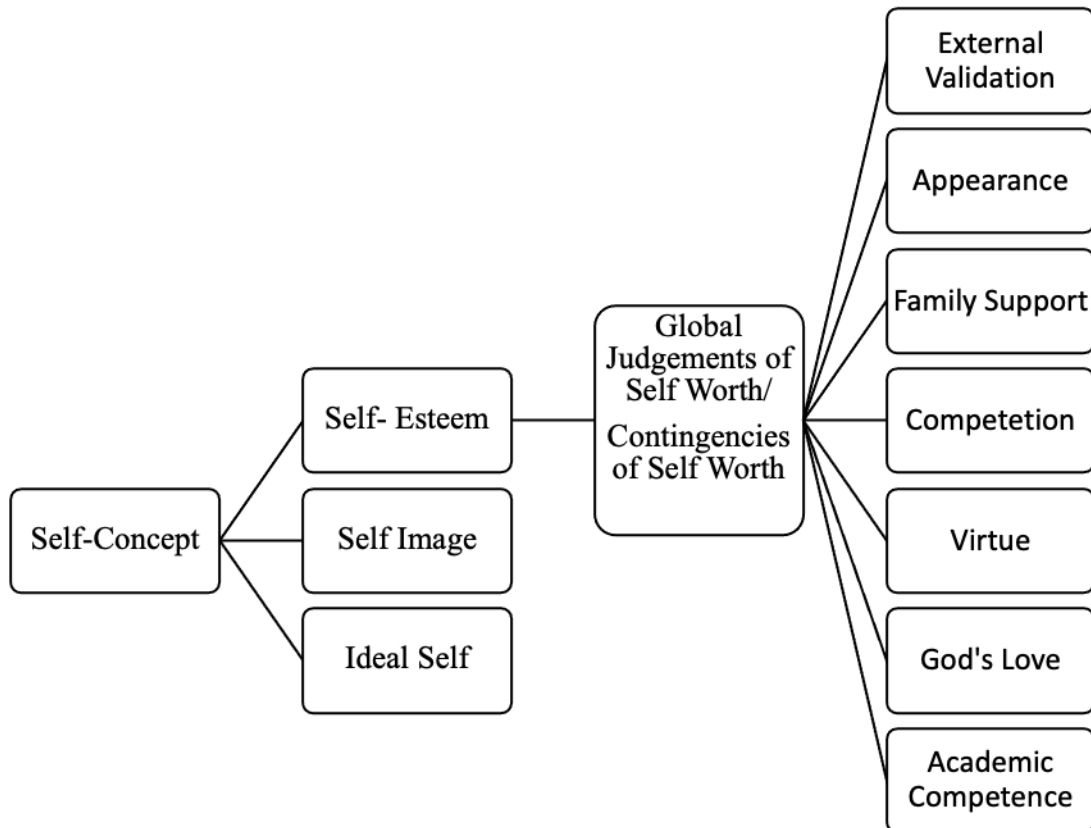 Self-Concept
Self- Esteem
Self Image
Ideal Self
Global
Judgements of
Self Worth/
Contingencies
of Self Worth
External
Validation
Appearance
Family Support
Competetion
Virtue
God's Love
Academic
Competence